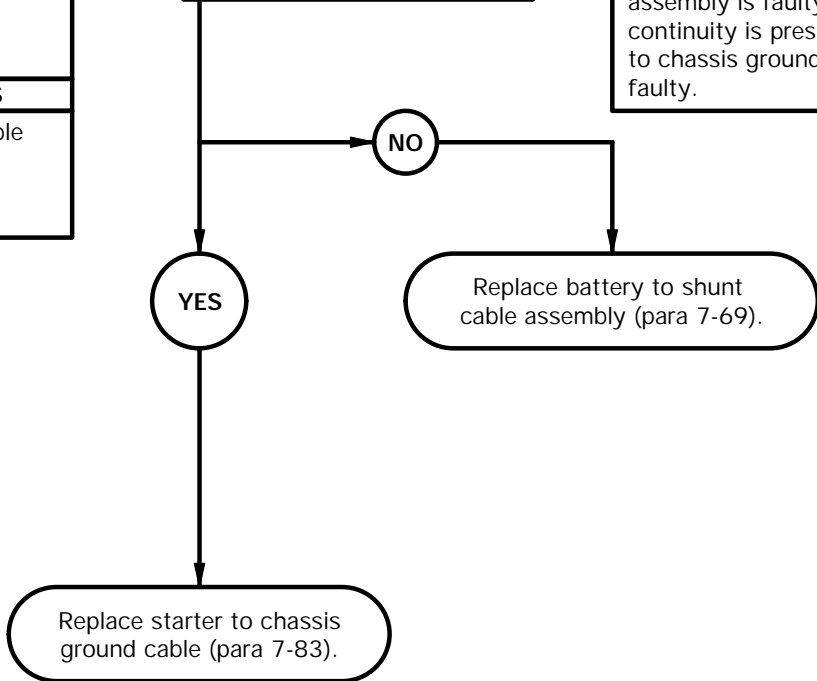 assembly is faulty
continuity is pres
to chassis ground
faulty.
S
ble
NO
YES
Replace battery to shunt
cable assembly (para 7-69).
Replace starter to chassis
ground cable (para 7-83).